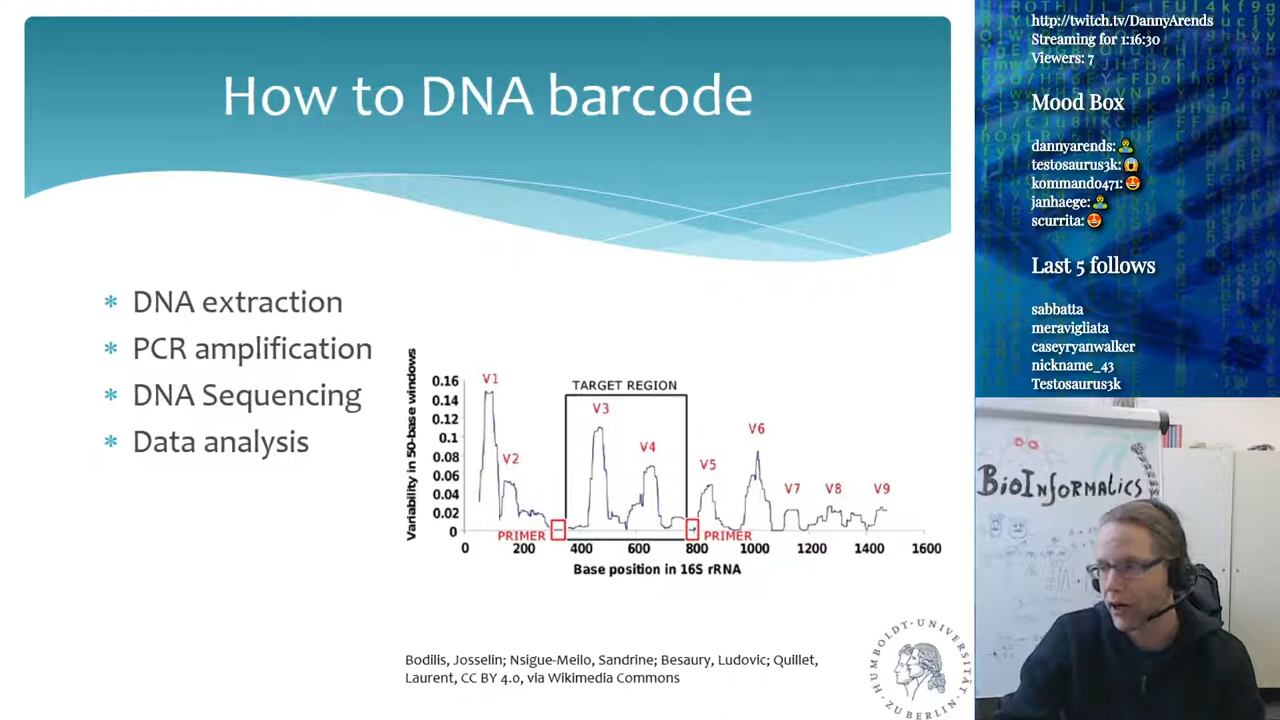 How to DNA barcode
* DNA extraction
* PCR amplification
* DNA Sequencing
* Data analysis
Variability in 50-base windows
0.16
0.14
0.12
0.1
0.08
0.06
0.04
0.02
0
V1
V2
TARGET REGION
V3
V4
V5
V6
V7
V8
V9
PRIMER
PRIMER
0 200 400 600 800 1000 1200 1400 1600
Base position in 16S rRNA
Bodilis, Josselin; Nsigue-Meilo, Sandrine; Besaury, Ludovic; Quillet,
Laurent, CC BY 4.0, via Wikimedia Commons
HUMBOLDT-UNIVERSITÄT
ZU BERLIN
http://twitch.tv/DannyArends
Streaming for 1:16:30
Viewers: 7
Mood Box
dannyarends:
testosaurus3k:
kommando471:
janhaege:
scurrita:
Last 5 follows
sabbatta
meravigliata
caseyryanwalker
nickname_43
Testosaurus3k
BioInformatics